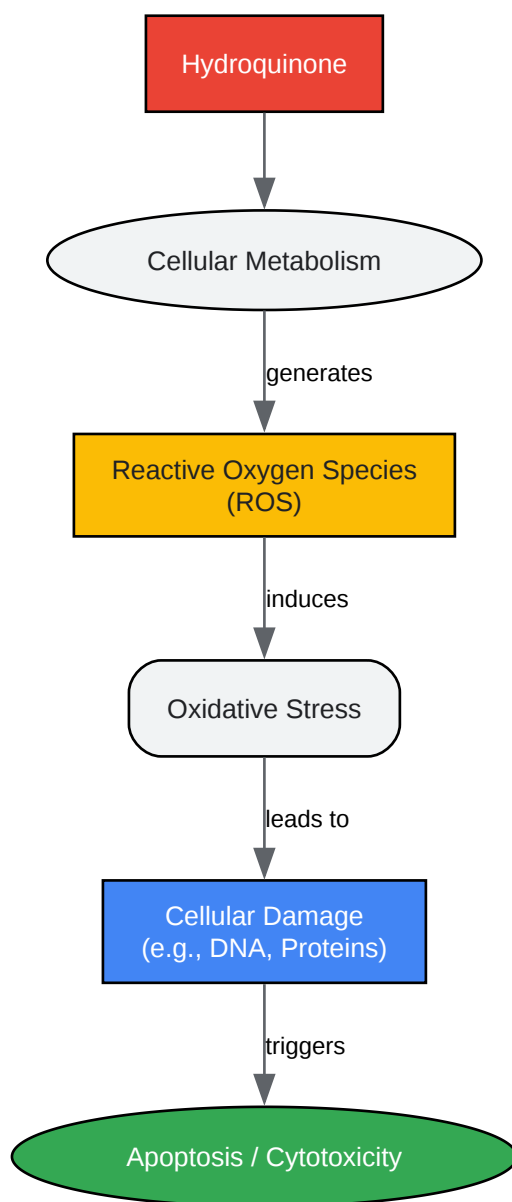 Hydroquinone
Cellular Metabolism
generates
Reactive Oxygen Species
(ROS)
induces
Oxidative Stress
leads to
Cellular Damage
(e.g., DNA, Proteins)
triggers
Apoptosis / Cytotoxicity